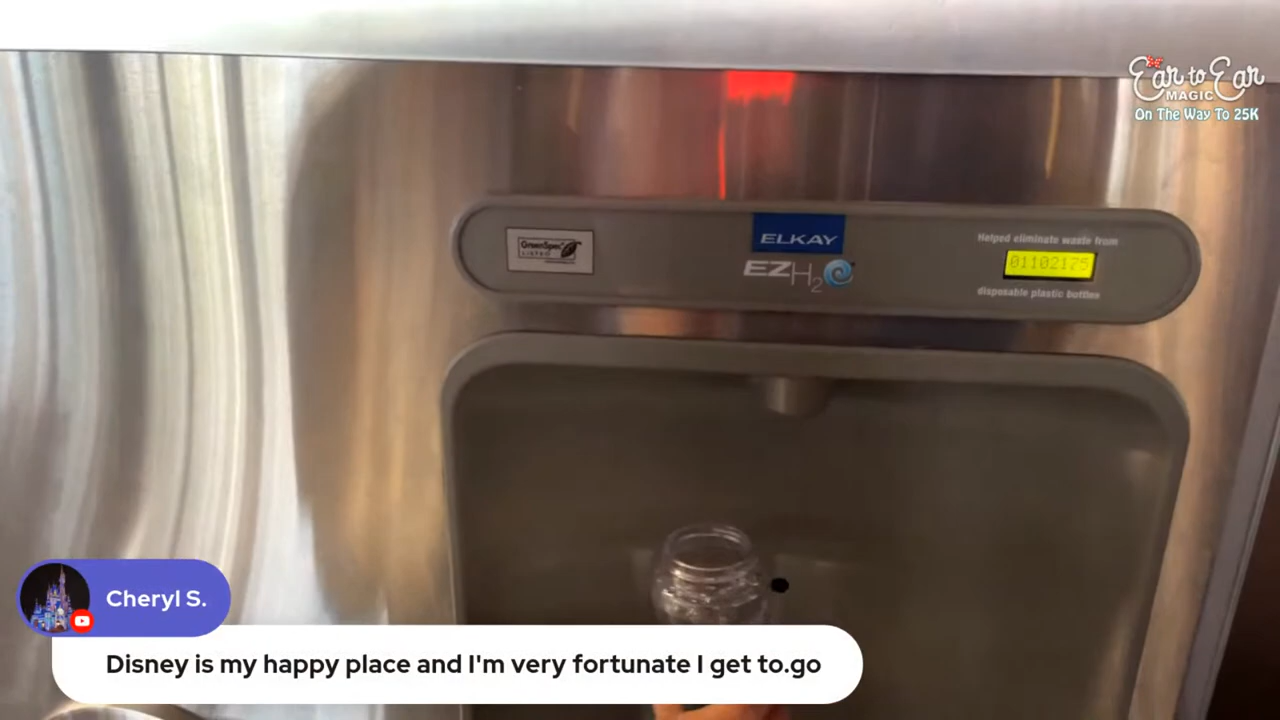 Ear to Ear
MAGIC
On The Way To 25K
GreenSpec
LISTED
ELKAY
EZH2O
Helped eliminate waste from
01102175
disposable plastic bottles
Cheryl S.
Disney is my happy place and I'm very fortunate I get to.go